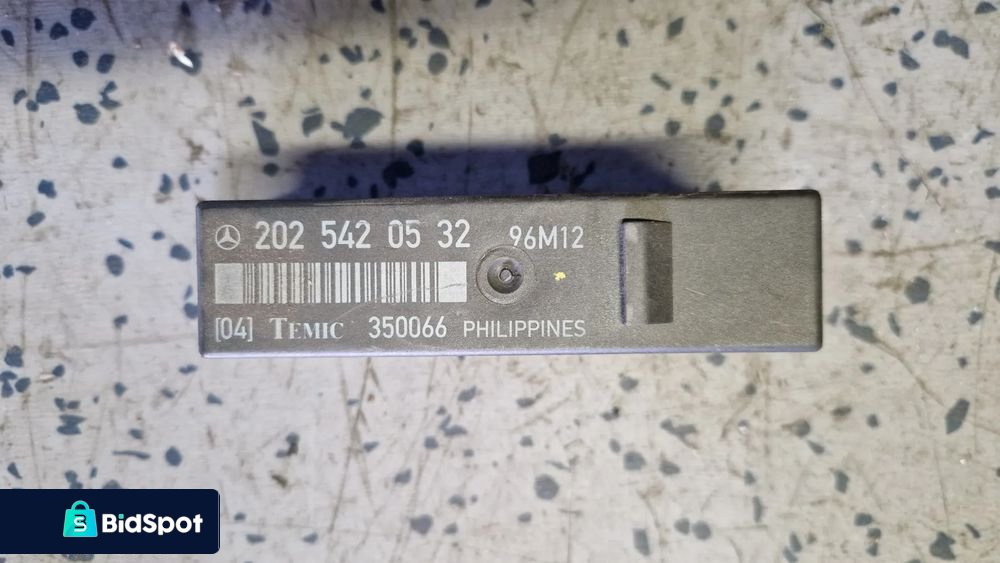 202 542 05 32 96M12
[04] TEMIC 350066 PHILIPPINES
BidSpot